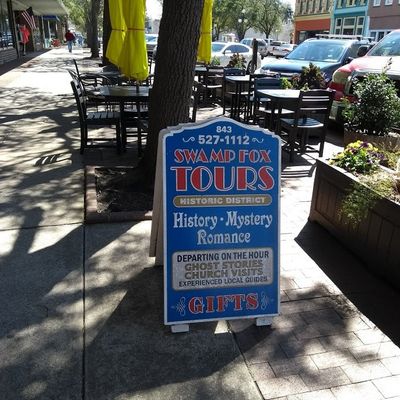 843
527-1112
SWAMP FOX
TOURS
HISTORIC DISTRICT
History · Mystery
Romance
DEPARTING ON THE HOUR
GHOST STORIES
CHURCH VISITS
EXPERIENCED LOCAL GUIDES
GIFTS